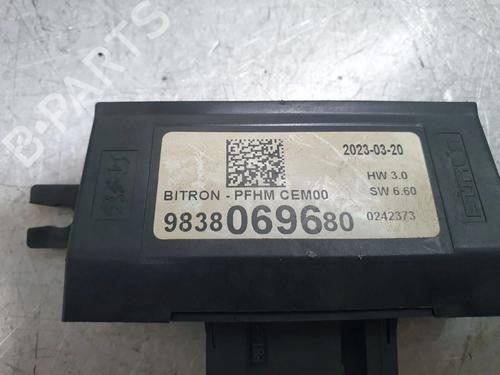 B-PARTS
2023-03-20
HW 3.0
BITRON - PFHM CEM00
SW 6.60
9838069680
0242373